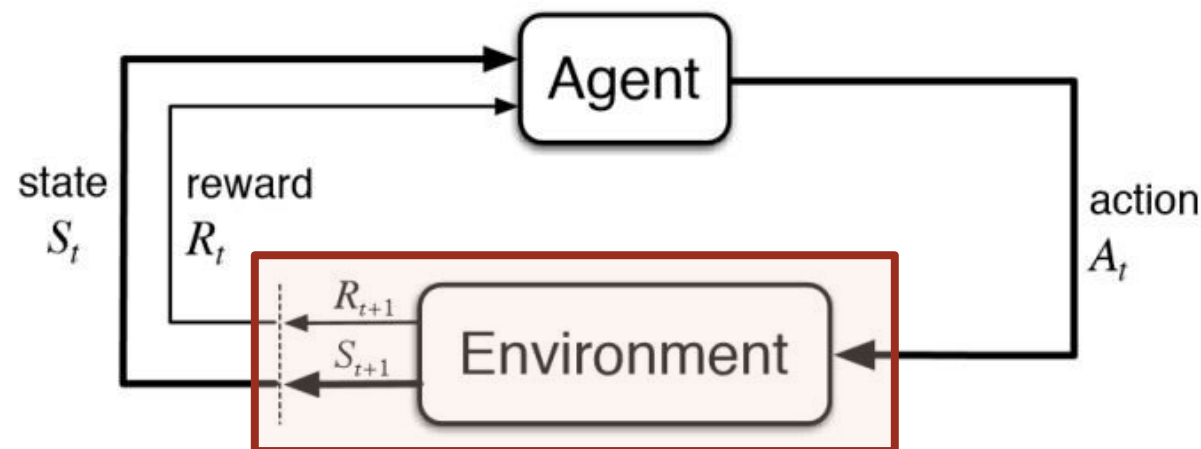 Agent
state
S_t
reward
R_t
action
A_t
R_{t+1}
S_{t+1}
Environment